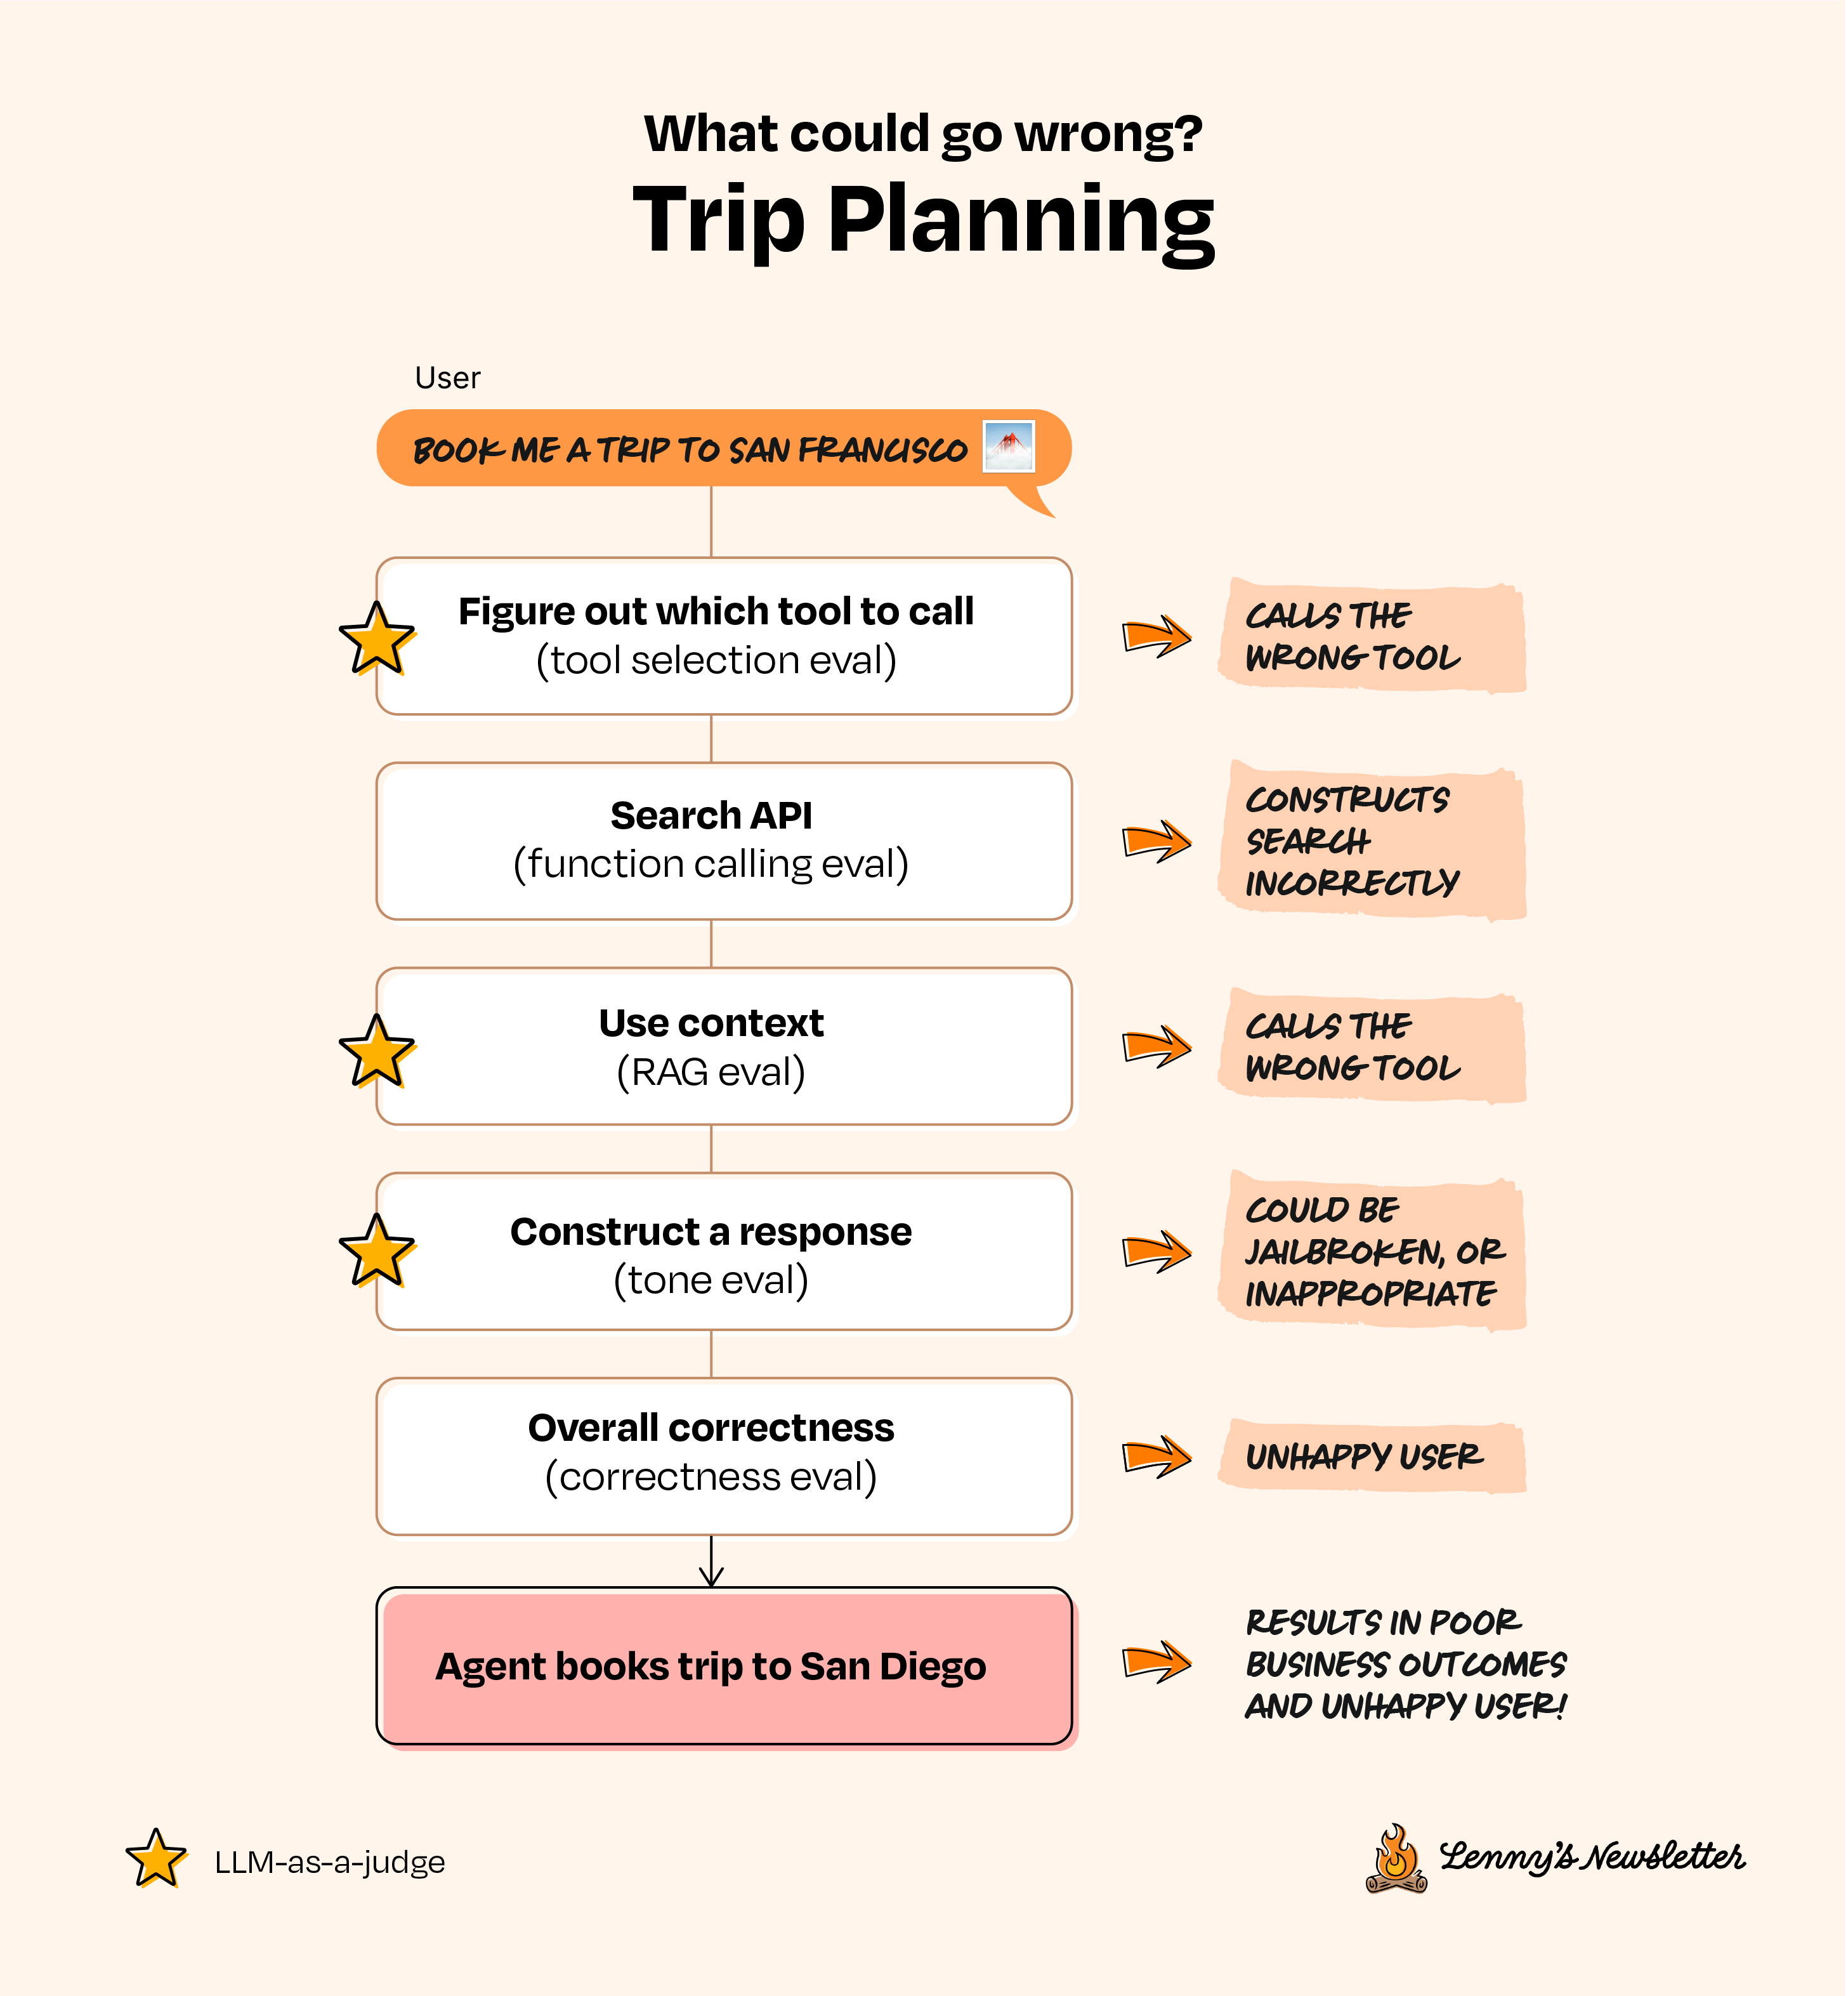 What could go wrong?
Trip Planning
User
BOOK ME A TRIP TO SAN FRANCISCO
Figure out which tool to call
(tool selection eval)
CALLS THE
WRONG TOOL
Search API
(function calling eval)
CONSTRUCTS
SEARCH
INCORRECTLY
Use context
(RAG eval)
CALLS THE
WRONG TOOL
Construct a response
(tone eval)
COULD BE
JAILBROKEN, OR
INAPPROPRIATE
Overall correctness
(correctness eval)
UNHAPPY USER
Agent books trip to San Diego
RESULTS IN POOR
BUSINESS OUTCOMES
AND UNHAPPY USER!
LLM-as-a-judge
Lenny's Newsletter